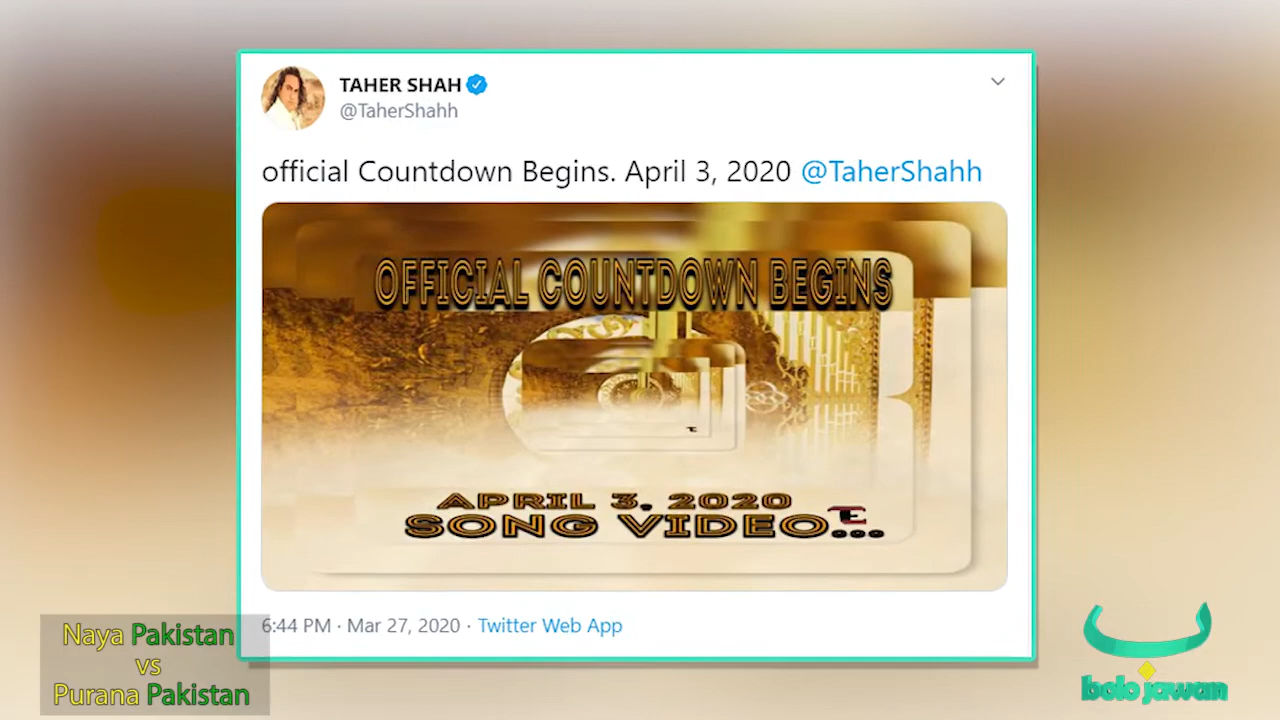 TAHER SHAH
@TaherShahh
official Countdown Begins. April 3, 2020 @TaherShahh
OFFICIAL COUNTDOWN BEGINS
APRIL 3, 2020
SONG VIDEO...
6:44 PM · Mar 27, 2020 · Twitter Web App
Naya Pakistan
vs
Purana Pakistan
ب
bolo jawan